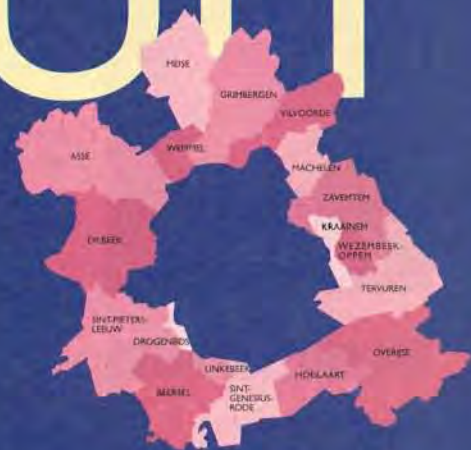 MEISE
GRIMBERGEN
VILVOORDE
WEMMEL
ASSE
MACHELEN
ZAVENTEM
KRAAINEM
WEZEMBEEK-
OPPEM
DILBEEK
TERVUREN
SINT-PIETERS-
LEEUW
DROGENBOS
OVERIJSE
LINKEBEEK
HOEILAART
BEERSEL
SINT-
GENESIUS-
RODE